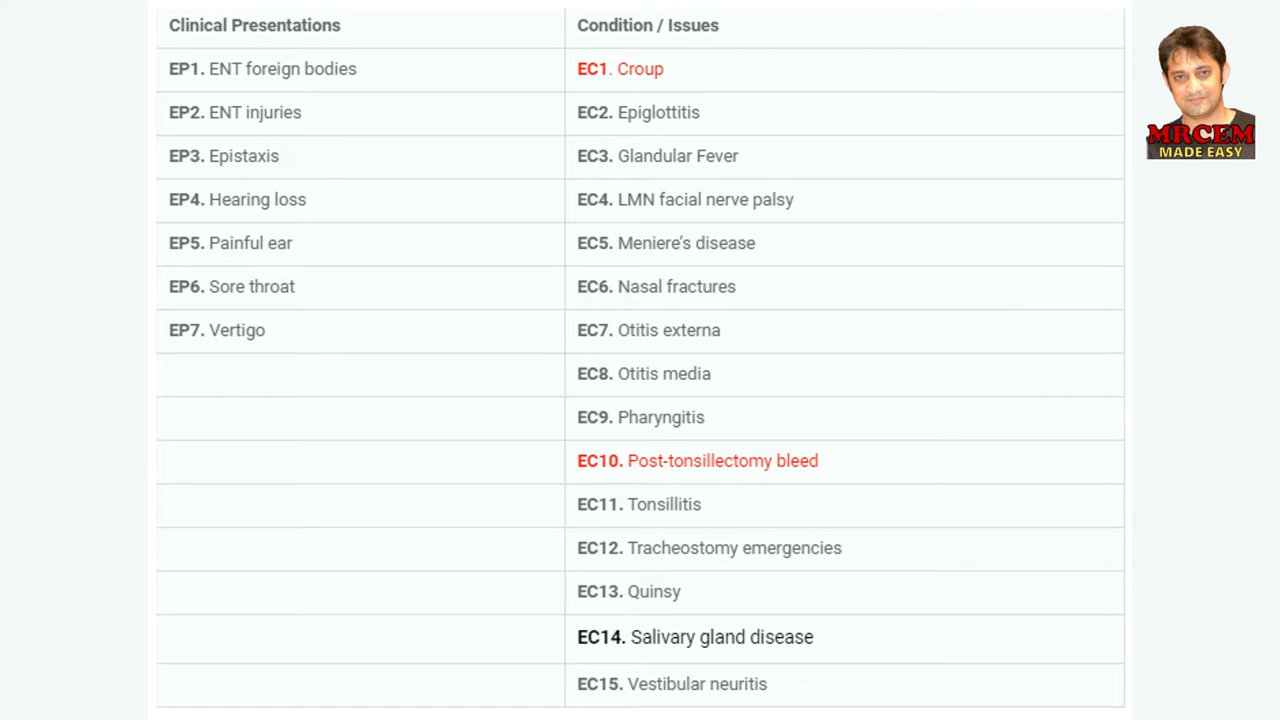 Clinical Presentations Condition / Issues
EP1. ENT foreign bodies EC1. Croup
EP2. ENT injuries EC2. Epiglottitis
EP3. Epistaxis EC3. Glandular Fever
EP4. Hearing loss EC4. LMN facial nerve palsy
EP5. Painful ear EC5. Meniere's disease
EP6. Sore throat EC6. Nasal fractures
EP7. Vertigo EC7. Otitis externa
EC8. Otitis media
EC9. Pharyngitis
EC10. Post-tonsillectomy bleed
EC11. Tonsillitis
EC12. Tracheostomy emergencies
EC13. Quinsy
EC14. Salivary gland disease
EC15. Vestibular neuritis
MRCEM
MADE EASY